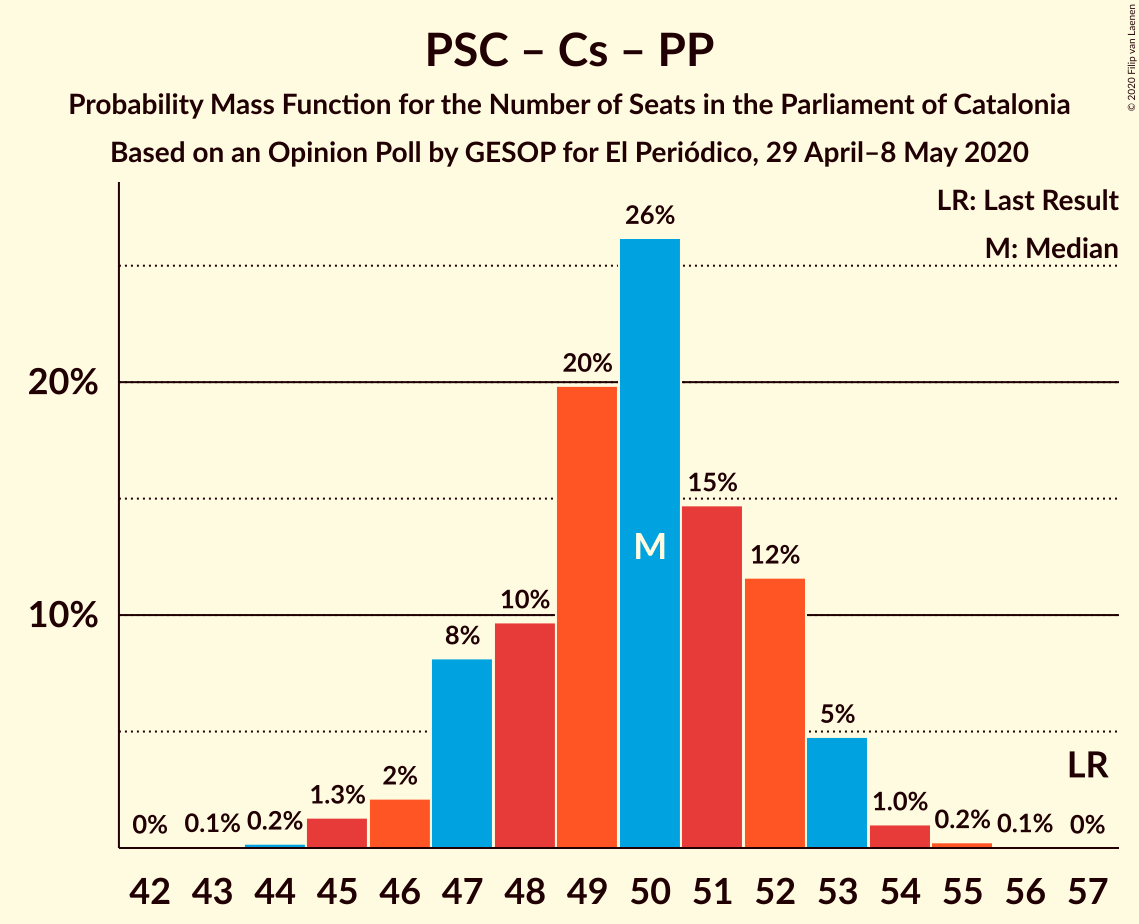 PSC – Cs – PP
Probability Mass Function for the Number of Seats in the Parliament of Catalonia
Based on an Opinion Poll by GESOP for El Periódico, 29 April–8 May 2020
© 2020 Filip van Laenen
LR: Last Result
M: Median
26%
20%
20%
15%
M
12%
10%
10%
8%
5%
LR
2%
1.3%
1.0%
0%
0.1%
0.2%
0.2%
0.1%
0%
42 43 44 45 46 47 48 49 50 51 52 53 54 55 56 57